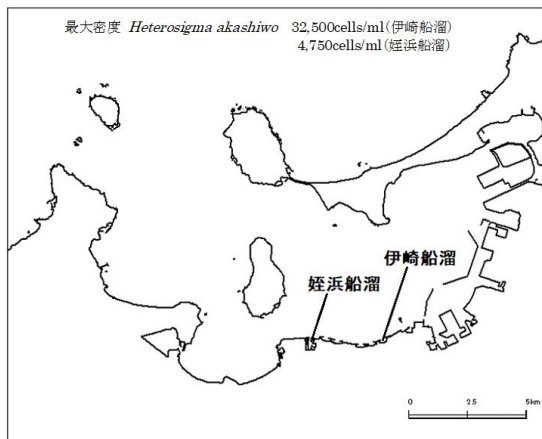 最大密度 Heterosigma akashiwo 32,500cells/ml（伊崎船溜）
4,750cells/ml（姪浜船溜）
伊崎船溜
姪浜船溜
0 2.5 5km